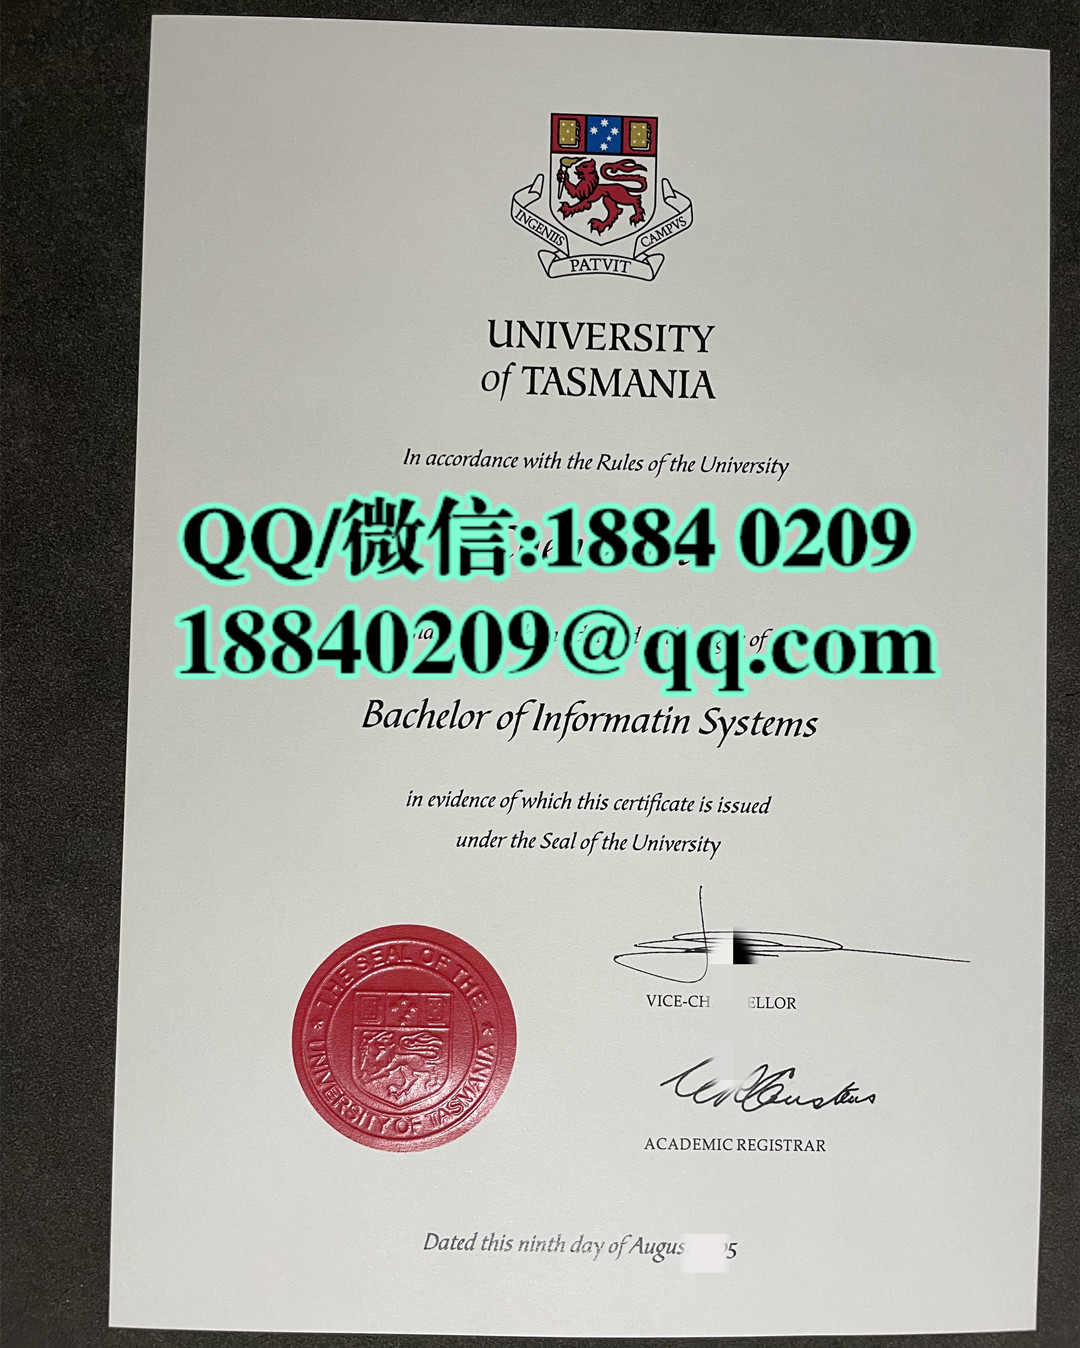 INGENIIS PATVIT CAMPVS
UNIVERSITY
of TASMANIA
In accordance with the Rules of the University
QQ/微信:1884 0209
18840209@qq.com
of
Bachelor of Informatin Systems
in evidence of which this certificate is issued
under the Seal of the University
THE SEAL OF THE
UNIVERSITY OF TASMANIA
VICE-CH ELLOR
ACADEMIC REGISTRAR
Dated this ninth day of Augus 5